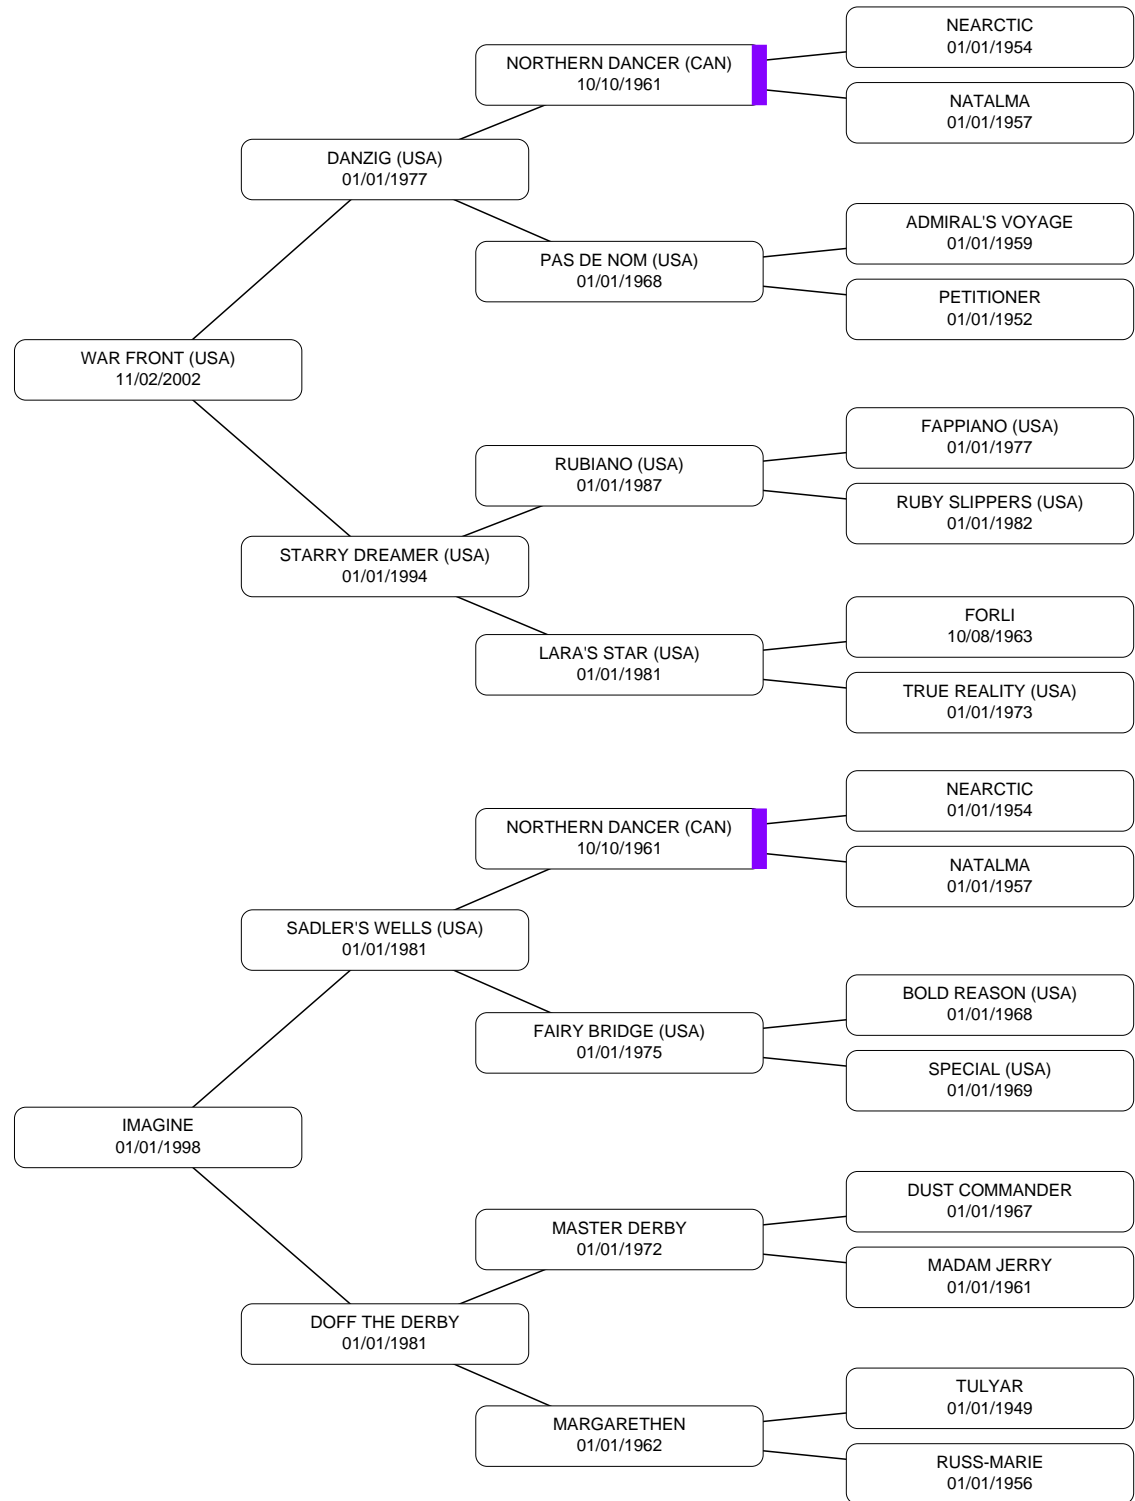 NEARCTIC
01/01/1954
NORTHERN DANCER (CAN)
10/10/1961
NATALMA
01/01/1957
DANZIG (USA)
01/01/1977
ADMIRAL'S VOYAGE
01/01/1959
PAS DE NOM (USA)
01/01/1968
PETITIONER
01/01/1952
WAR FRONT (USA)
11/02/2002
FAPPIANO (USA)
01/01/1977
RUBIANO (USA)
01/01/1987
RUBY SLIPPERS (USA)
01/01/1982
STARRY DREAMER (USA)
01/01/1994
FORLI
10/08/1963
LARA'S STAR (USA)
01/01/1981
TRUE REALITY (USA)
01/01/1973
NEARCTIC
01/01/1954
NORTHERN DANCER (CAN)
10/10/1961
NATALMA
01/01/1957
SADLER'S WELLS (USA)
01/01/1981
BOLD REASON (USA)
01/01/1968
FAIRY BRIDGE (USA)
01/01/1975
SPECIAL (USA)
01/01/1969
IMAGINE
01/01/1998
DUST COMMANDER
01/01/1967
MASTER DERBY
01/01/1972
MADAM JERRY
01/01/1961
DOFF THE DERBY
01/01/1981
TULYAR
01/01/1949
MARGARETHEN
01/01/1962
RUSS-MARIE
01/01/1956